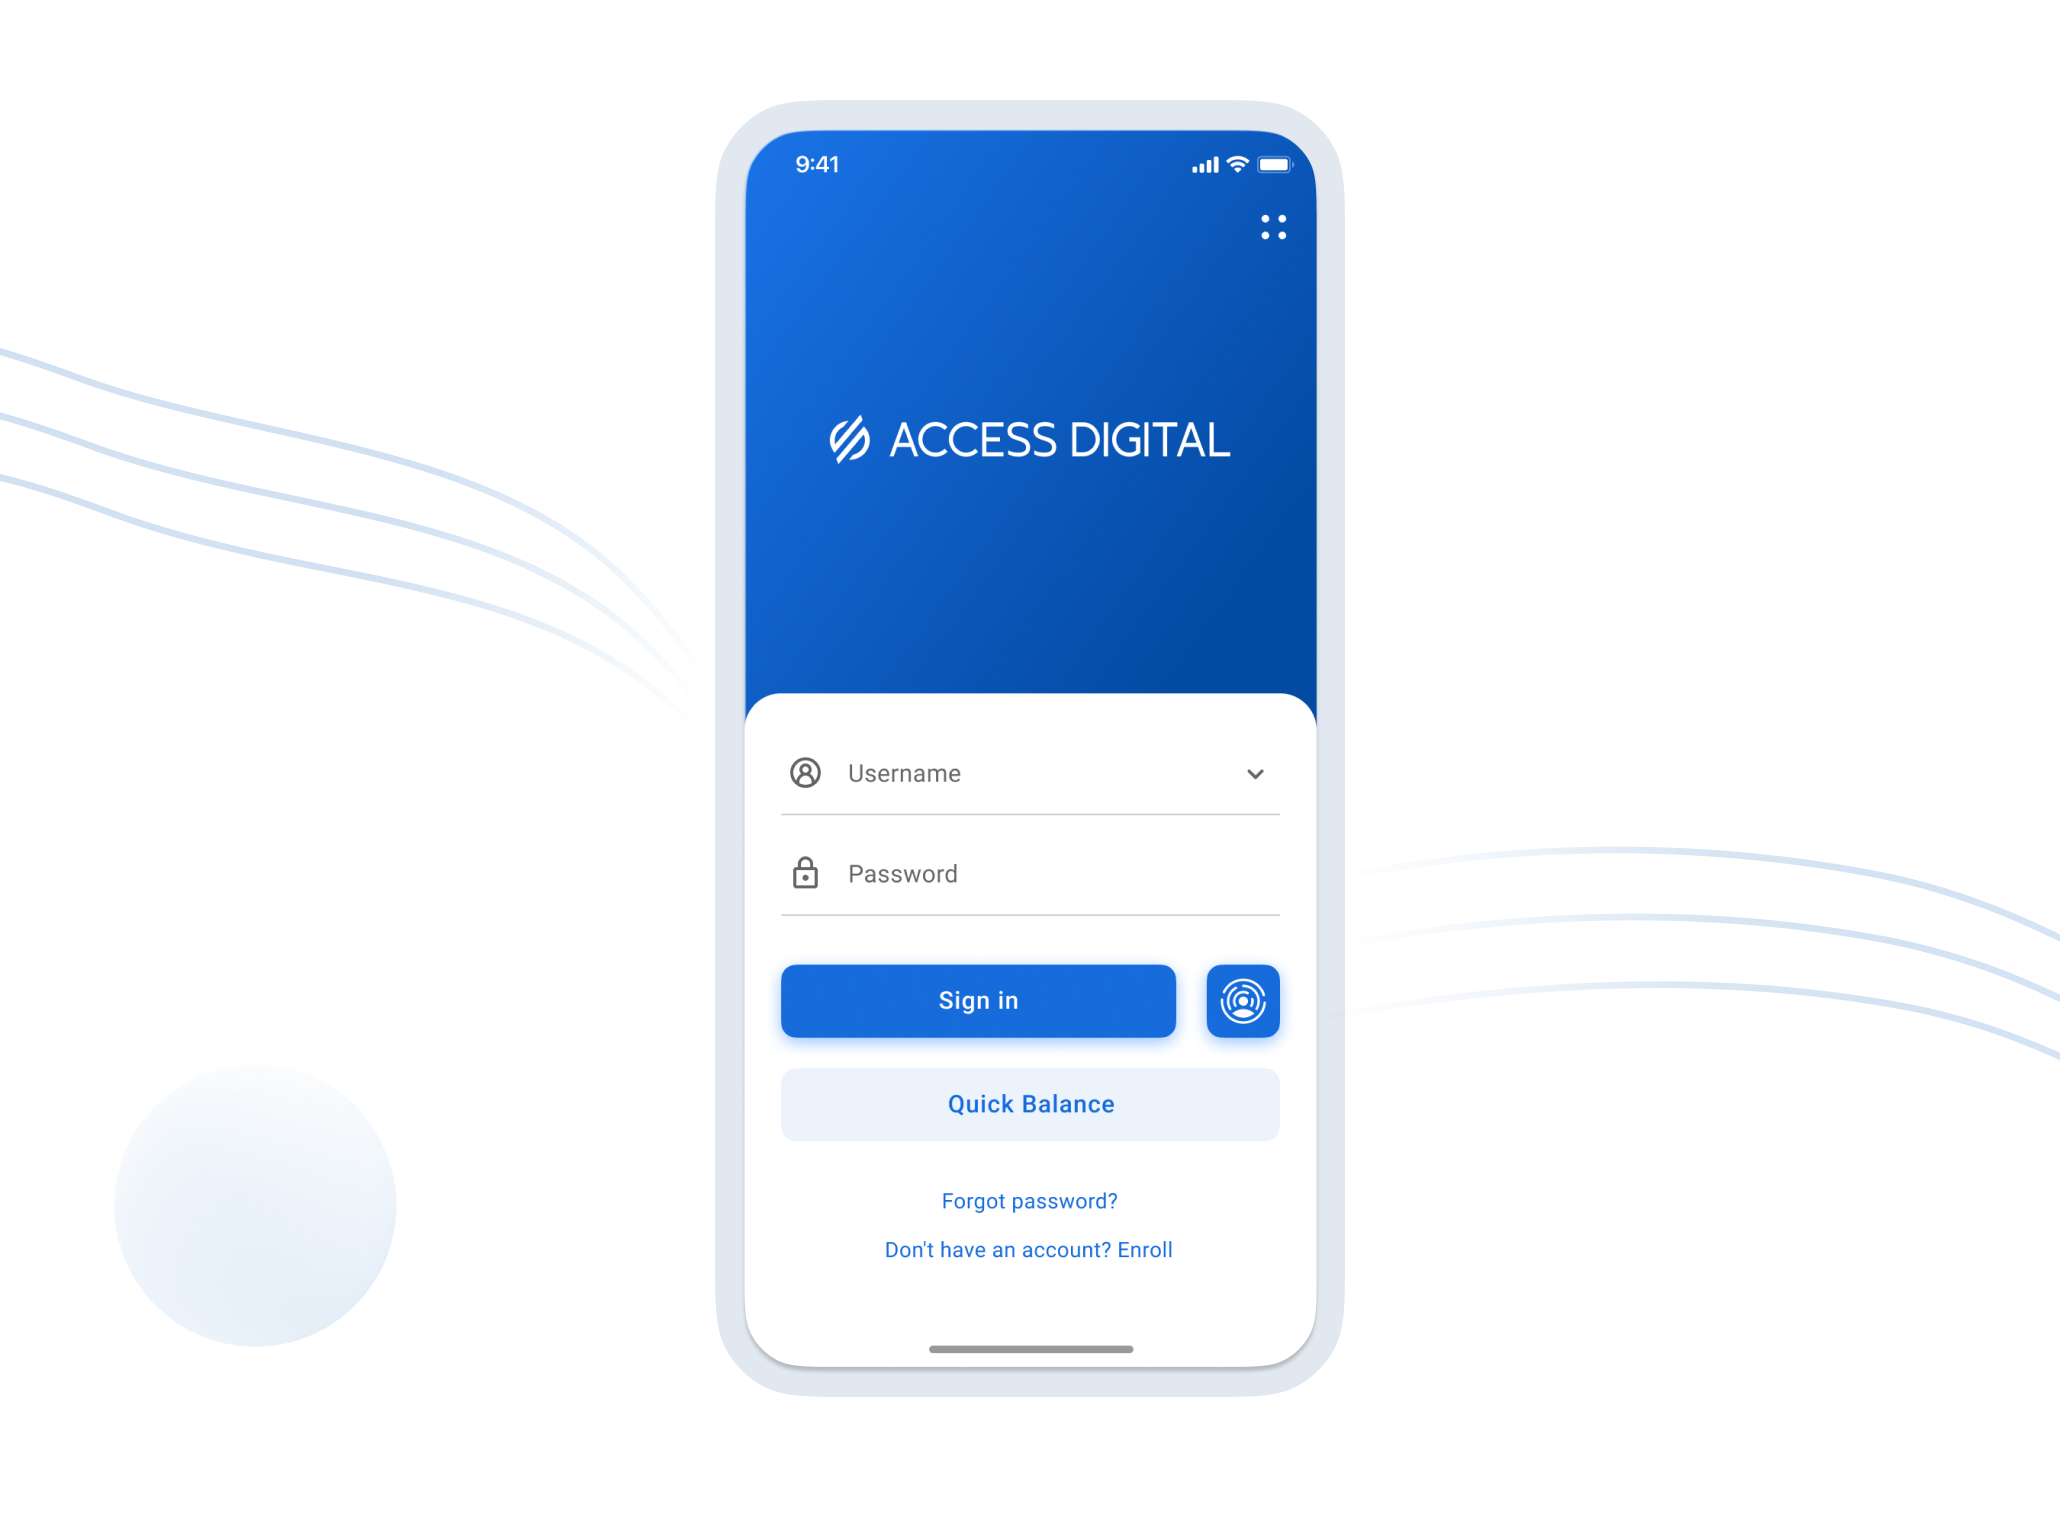 9:41
ACCESS DIGITAL
Username
Password
Sign in
Quick Balance
Forgot password?
Don't have an account? Enroll